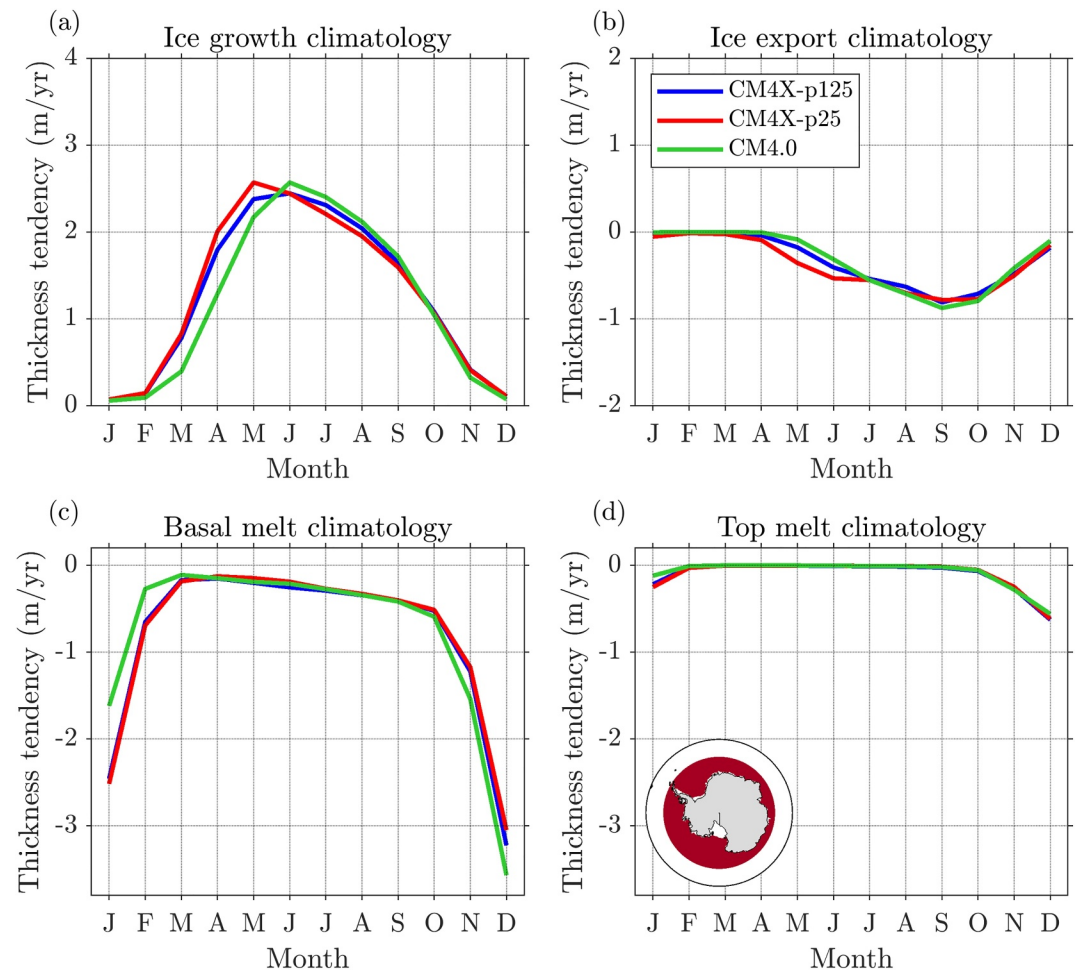 (a)
Ice growth climatology
Thickness tendency (m/yr)
4
3
2
1
0
J F M A M J J A S O N D
Month
(b)
Ice export climatology
Thickness tendency (m/yr)
2
1
0
-1
-2
CM4X-p125
CM4X-p25
CM4.0
J F M A M J J A S O N D
Month
(c)
Basal melt climatology
Thickness tendency (m/yr)
0
-1
-2
-3
J F M A M J J A S O N D
Month
(d)
Top melt climatology
Thickness tendency (m/yr)
0
-1
-2
-3
J F M A M J J A S O N D
Month